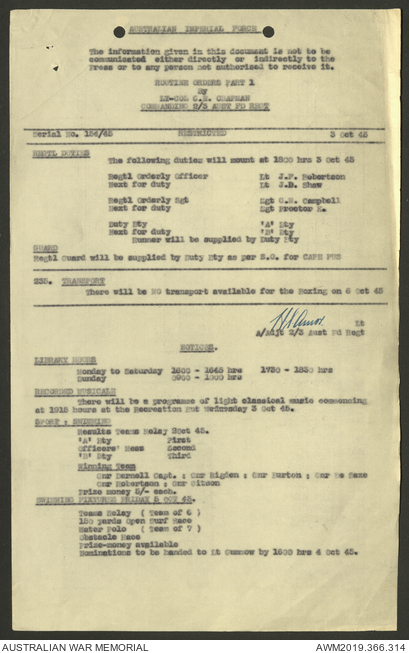 AUSTRALIAN IMPERIAL FORCE
The information given in this document is not to be
communicated either directly or indirectly to the
Press or to any person not authorised to receive it.
ROUTINE ORDERS PART 1
By
LT-COL C.E. CHAPMAN
COMMANDING 2/3 AUST FD REGT
Serial No. 154/45 RESTRICTED 3 Oct 45
REGTL DUTIES
The following duties will mount at 1800 hrs 3 Oct 45
Regtl Orderly Officer Lt J.F. Robertson
Next for duty Lt J.B. Shaw
Regtl Orderly Sgt Sgt G.R. Campbell
Next for duty Sgt Proctor K.
Duty Bty 'A' Bty
Next for duty 'B' Bty
Runner will be supplied by Duty Bty
GUARD
Regtl Guard will be supplied by Duty Bty as per S.O. for CAPE PUS
235. TRANSPORT
There will be NO transport available for the Boxing on 6 Oct 45
Lt
A/Adjt 2/3 Aust Fd Regt
NOTICES.
LIBRARY HOURS
Monday to Saturday 1600 - 1645 hrs 1730 - 1830 hrs
Sunday 0900 - 1000 hrs
RECORDED MUSICALE
There will be a programme of light classical music commencing
at 1915 hours at the Recreation Hut Wednesday 3 Oct 45.
SPORT : SWIMMING
Results Teams Relay 2Oct 45.
'A' Bty First
Officers' Mess Second
'B' Bty Third
Winning Team
Gnr Darnell Capt. : Gnr Rigden : Gnr Burton : Gnr De Saxe
Gnr Robertson : Gnr Gitson
Prize money 5/- each.
SWIMMING FIXTURES FRIDAY 5 OCT 45.
Teams Relay ( Team of 6 )
150 yards Open Surf Race
Water Polo ( Team of 7 )
Obstacle Race
Prize-money available
Nominations to be handed to Lt Gunnow by 1600 hrs 4 Oct 45.
AUSTRALIAN WAR MEMORIAL AWM2019.366.314